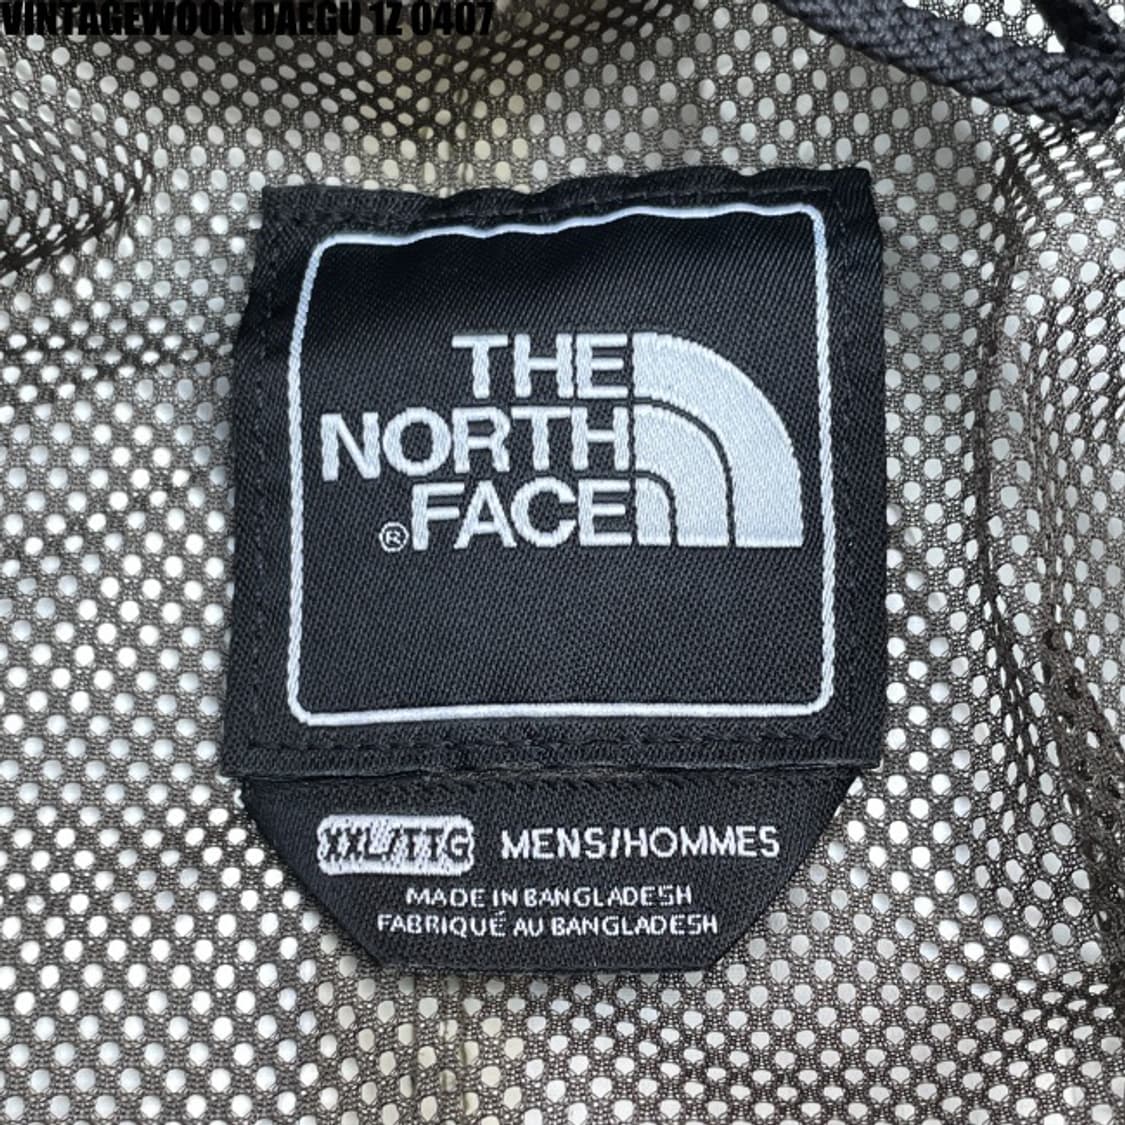 VINTAGEWOOK DAEGU 1Z 0407
THE
NORTH
®FACE
XXL/TTG MENS/HOMMES
MADE IN BANGLADESH
FABRIQUÉ AU BANGLADESH